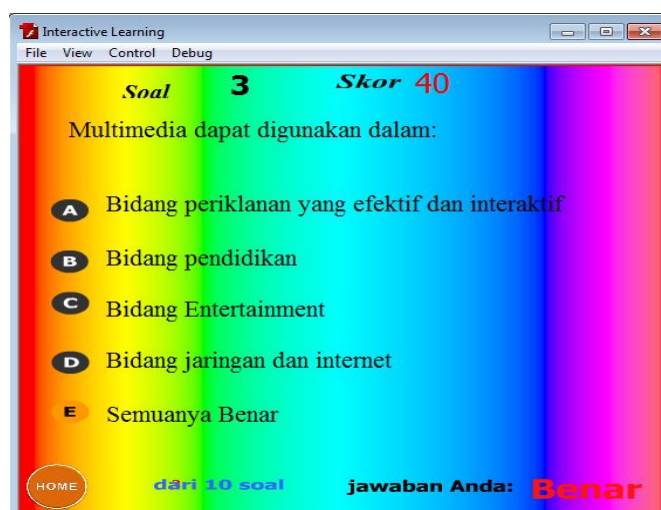 Interactive Learning
File View Control Debug
Soal 3 Skor 40
Multimedia dapat digunakan dalam:
A Bidang periklanan yang efektif dan interaktif
B Bidang pendidikan
C Bidang Entertainment
D Bidang jaringan dan internet
E Semuanya Benar
HOME dari 10 soal jawaban Anda: Benar